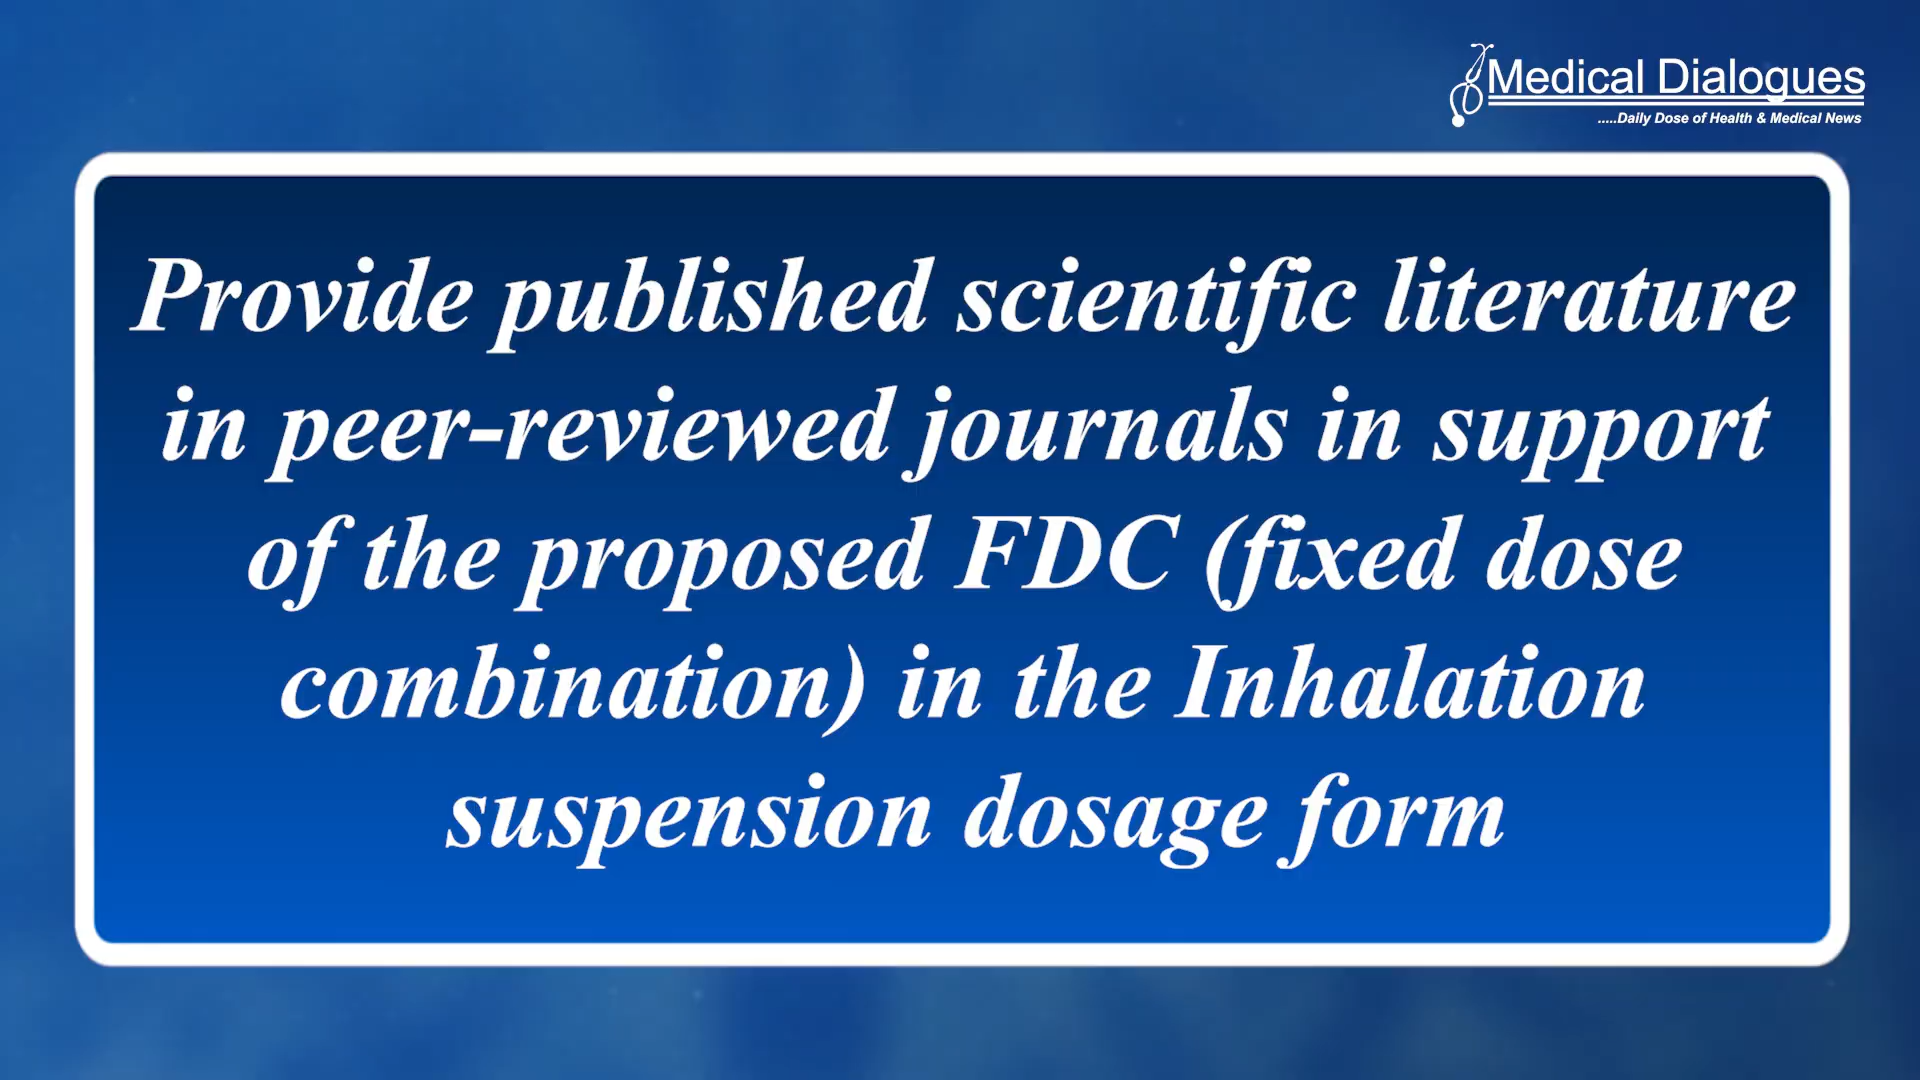 Medical Dialogues
.....Daily Dose of Health & Medical News
Provide published scientific literature
in peer-reviewed journals in support
of the proposed FDC (fixed dose
combination) in the Inhalation
suspension dosage form